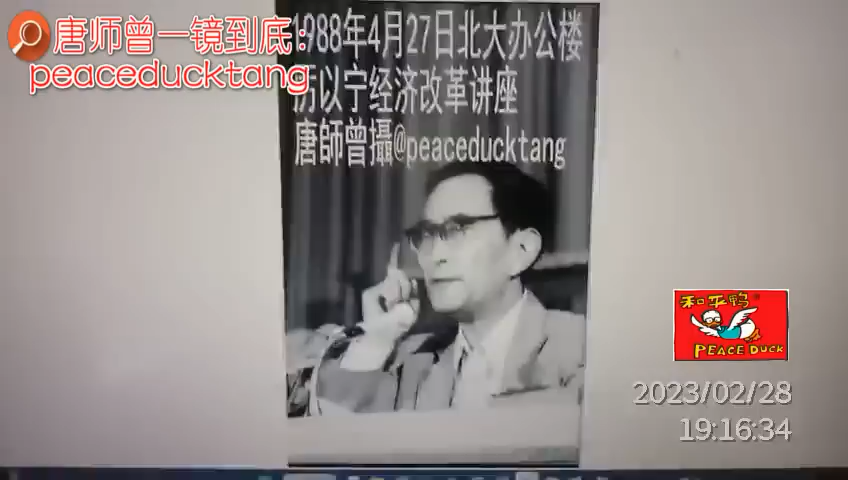 唐师曾一镜到底:
peaceducktang
1988年4月27日北大办公楼
厉以宁经济改革讲座
唐師曾攝@peaceducktang
和平鸭®
PEACE DUCK
2023/02/28
19:16:34